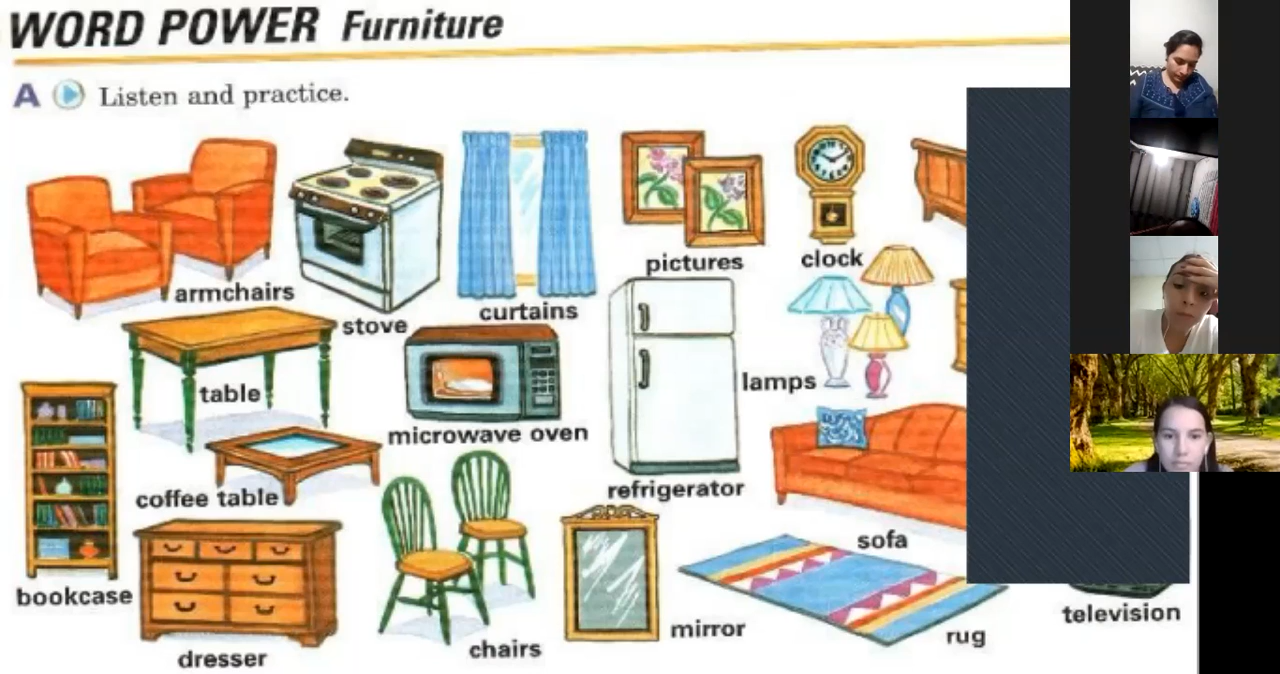 WORD POWER Furniture
A Listen and practice.
armchairs
stove
curtains
pictures
clock
table
microwave oven
refrigerator
lamps
coffee table
sofa
bookcase
dresser
chairs
mirror
rug
television